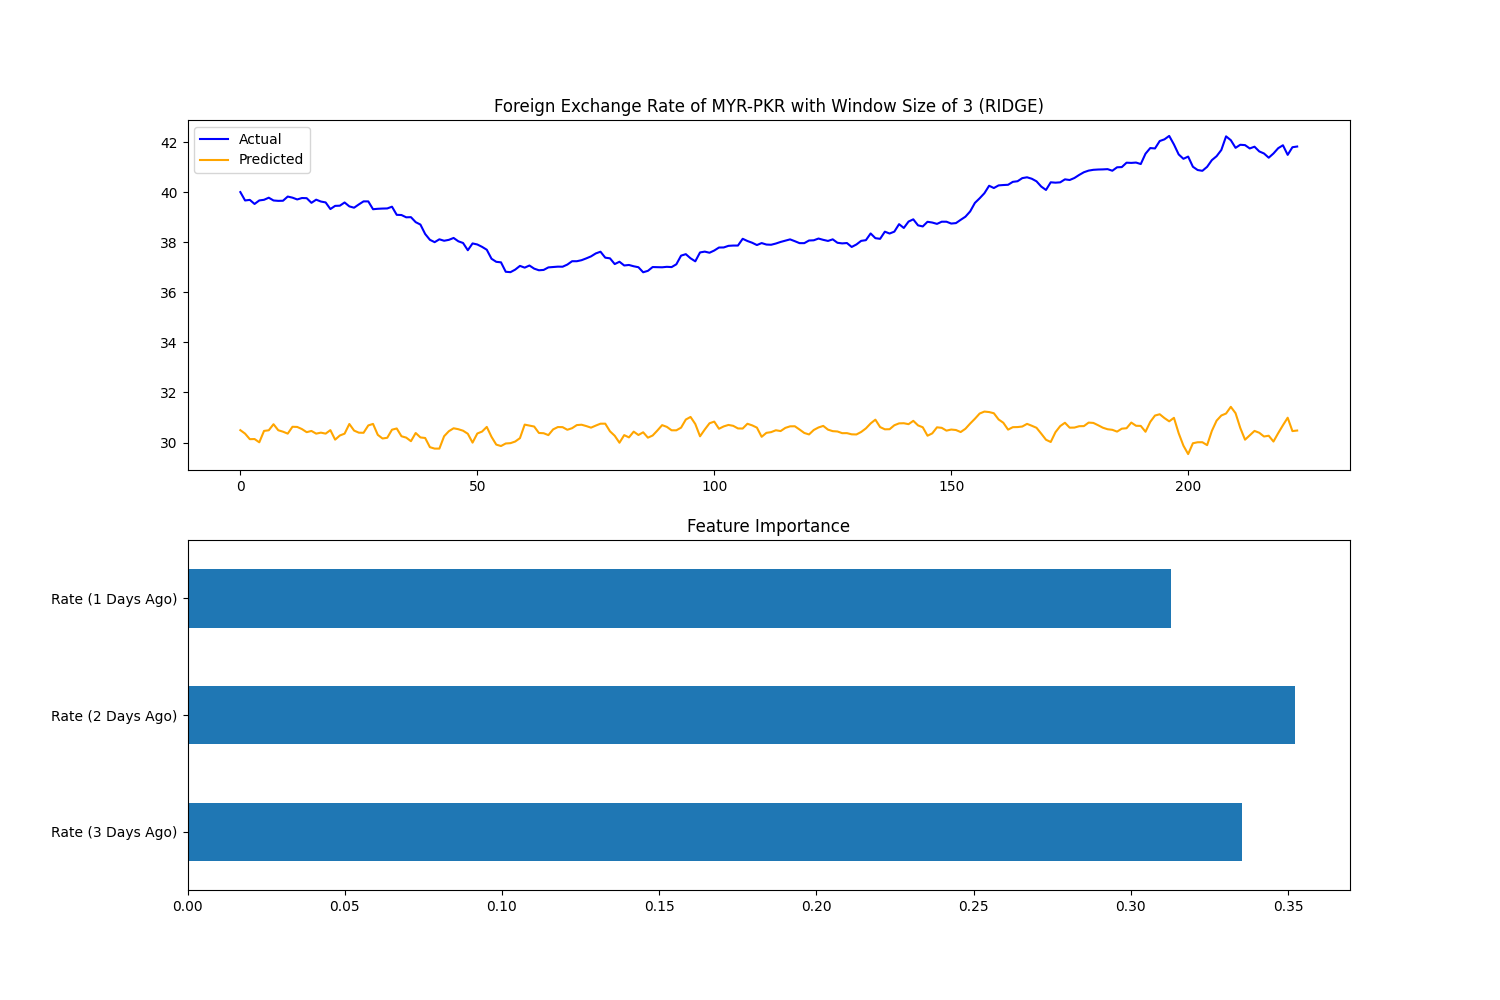 Foreign Exchange Rate of MYR-PKR with Window Size of 3 (RIDGE)
Actual
Predicted
42
40
38
36
34
32
30
0 50 100 150 200
Feature Importance
Rate (1 Days Ago)
Rate (2 Days Ago)
Rate (3 Days Ago)
0.00 0.05 0.10 0.15 0.20 0.25 0.30 0.35